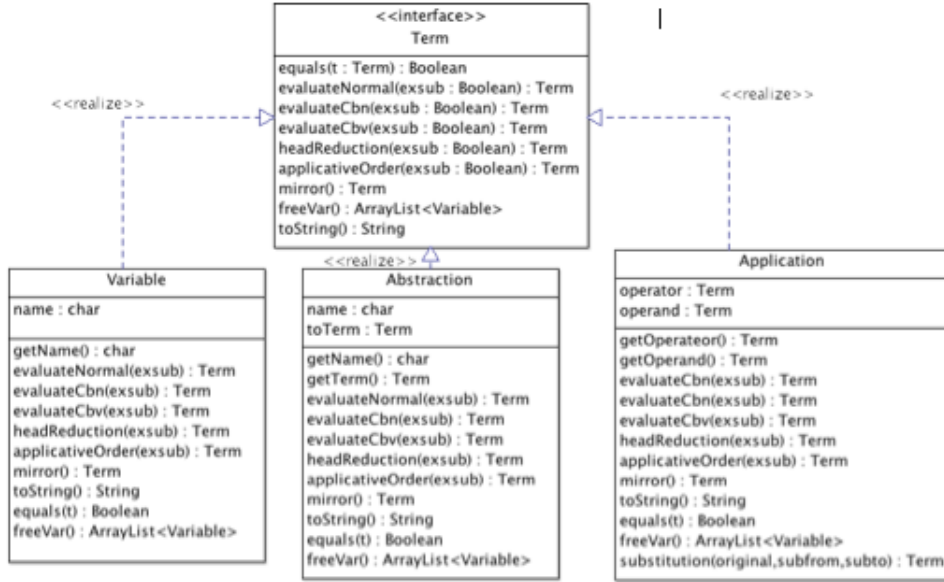 <<interface>>
Term
equals(t : Term) : Boolean
evaluateNormal(exsub : Boolean) : Term
evaluateCbn(exsub : Boolean) : Term
evaluateCbv(exsub : Boolean) : Term
headReduction(exsub : Boolean) : Term
applicativeOrder(exsub : Boolean) : Term
mirror() : Term
freeVar() : ArrayList<Variable>
toString() : String
<<realize>>
<<realize>>
<<realize>>
Variable
name : char
getName() : char
evaluateNormal(exsub) : Term
evaluateCbn(exsub) : Term
evaluateCbv(exsub) : Term
headReduction(exsub) : Term
applicativeOrder(exsub) : Term
mirror() : Term
toString() : String
equals(t) : Boolean
freeVar() : ArrayList<Variable>
Abstraction
name : char
toTerm : Term
getName() : char
getTerm() : Term
evaluateNormal(exsub) : Term
evaluateCbn(exsub) : Term
evaluateCbv(exsub) : Term
headReduction(exsub) : Term
applicativeOrder(exsub) : Term
mirror() : Term
toString() : String
equals(t) : Boolean
freeVar() : ArrayList<Variable>
Application
operator : Term
operand : Term
getOperateor() : Term
getOperand() : Term
evaluateCbn(exsub) : Term
evaluateCbn(exsub) : Term
evaluateCbv(exsub) : Term
headReduction(exsub) : Term
applicativeOrder(exsub) : Term
mirror() : Term
toString() : String
equals(t) : Boolean
freeVar() : ArrayList<Variable>
substitution(original,subfrom,subto) : Term